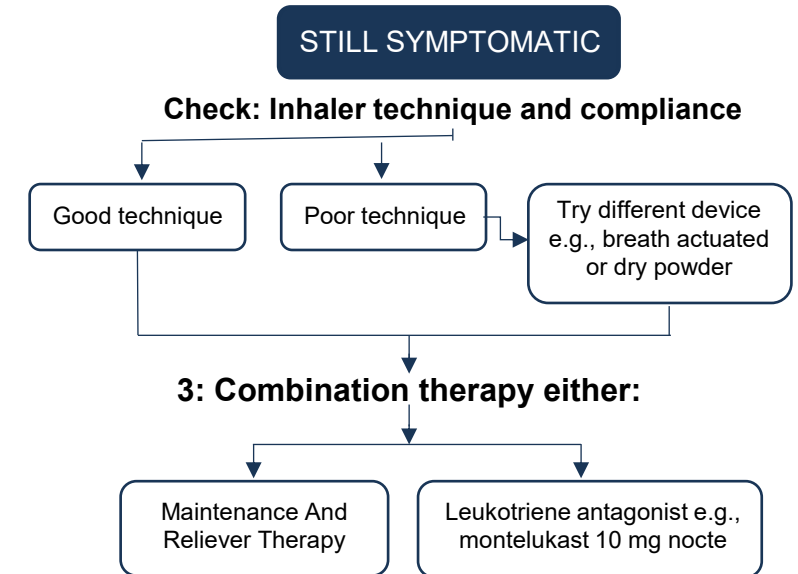 STILL SYMPTOMATIC
Check: Inhaler technique and compliance
Good technique
Poor technique
Try different device
e.g., breath actuated
or dry powder
3: Combination therapy either:
Maintenance And
Reliever Therapy
Leukotriene antagonist e.g.,
montelukast 10 mg nocte